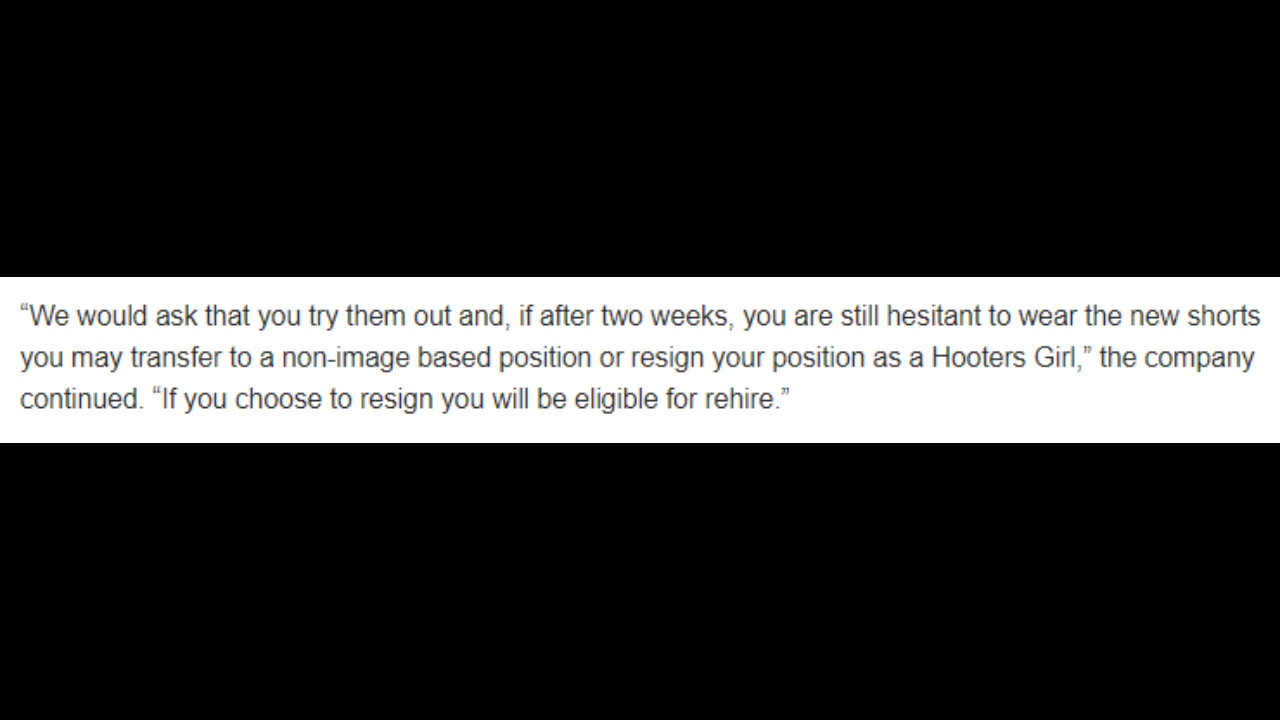 “We would ask that you try them out and, if after two weeks, you are still hesitant to wear the new shorts
you may transfer to a non-image based position or resign your position as a Hooters Girl,” the company
continued. “If you choose to resign you will be eligible for rehire.”